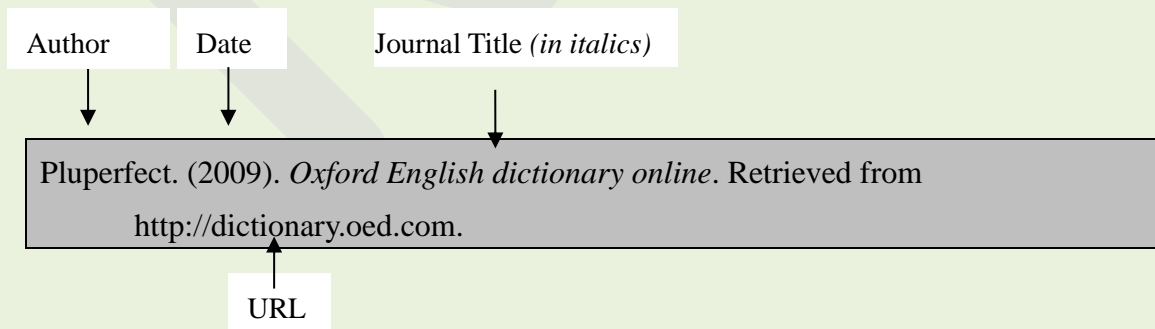 Author Date Journal Title (in italics)
Pluperfect. (2009). Oxford English dictionary online. Retrieved from
http://dictionary.oed.com.
URL